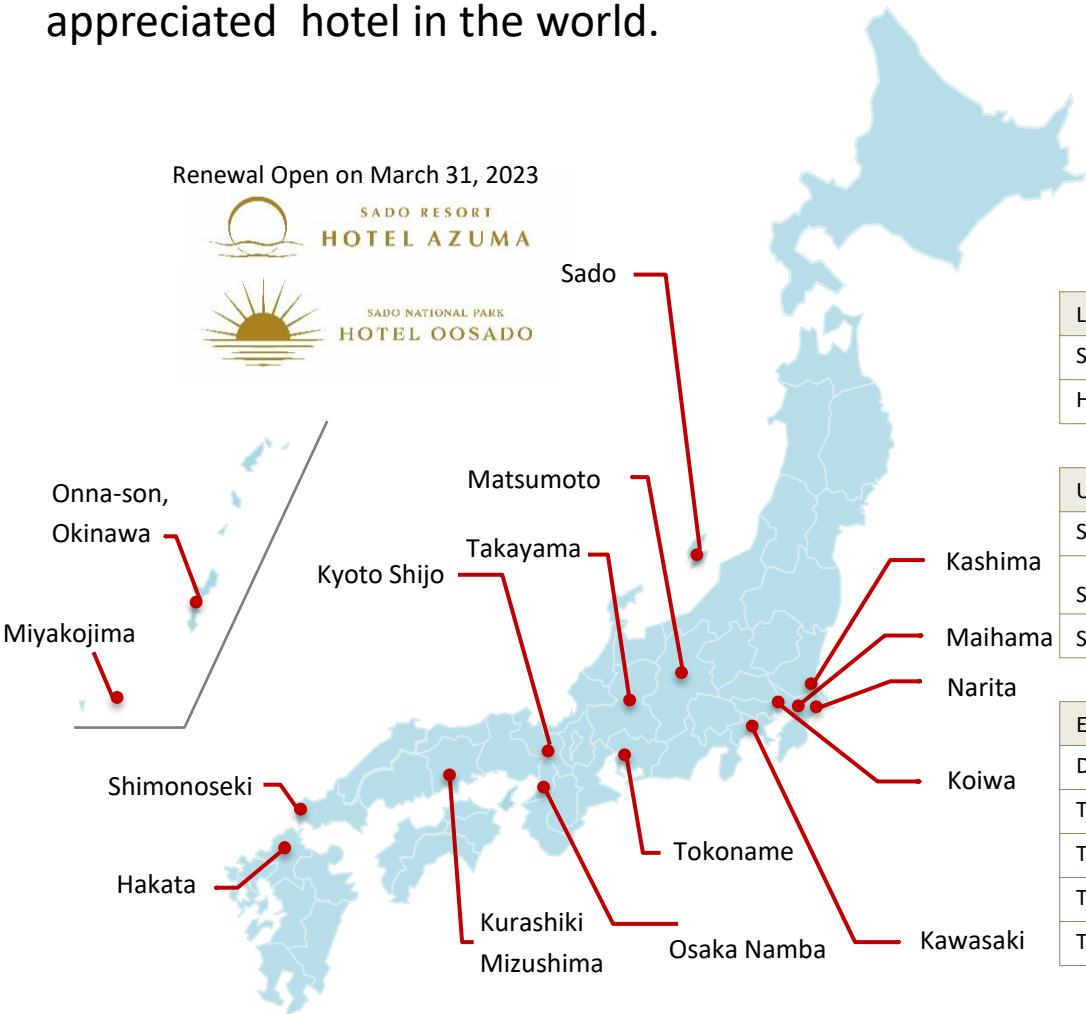 appreciated hotel in the world.
Renewal Open on March 31, 2023
SADO RESORT
HOTEL AZUMA
SADO NATIONAL PARK
HOTEL OOSADO
Sado
Matsumoto
Takayama
Kyoto Shijo
Onna-son,
Okinawa
Miyakojima
Kashima
Maihama
Narita
Koiwa
Shimonoseki
Hakata
Tokoname
Kurashiki
Mizushima
Osaka Namba
Kawasaki
L
S
H
U
S
S
S
E
D
T
T
T
T